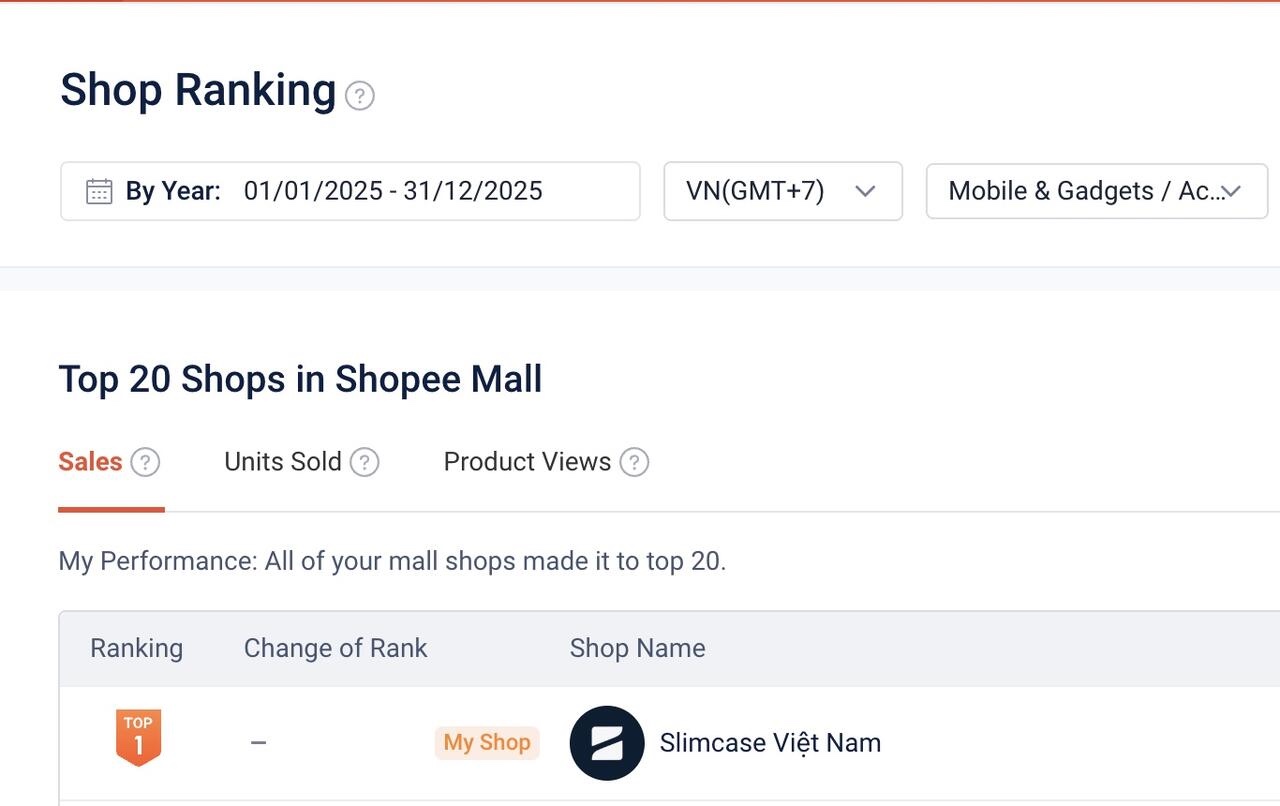 Shop Ranking ?
By Year: 01/01/2025 - 31/12/2025 VN(GMT+7) Mobile & Gadgets / Ac...
Top 20 Shops in Shopee Mall
Sales ? Units Sold ? Product Views ?
My Performance: All of your mall shops made it to top 20.
Ranking Change of Rank Shop Name
TOP
1 – My Shop Slimcase Việt Nam